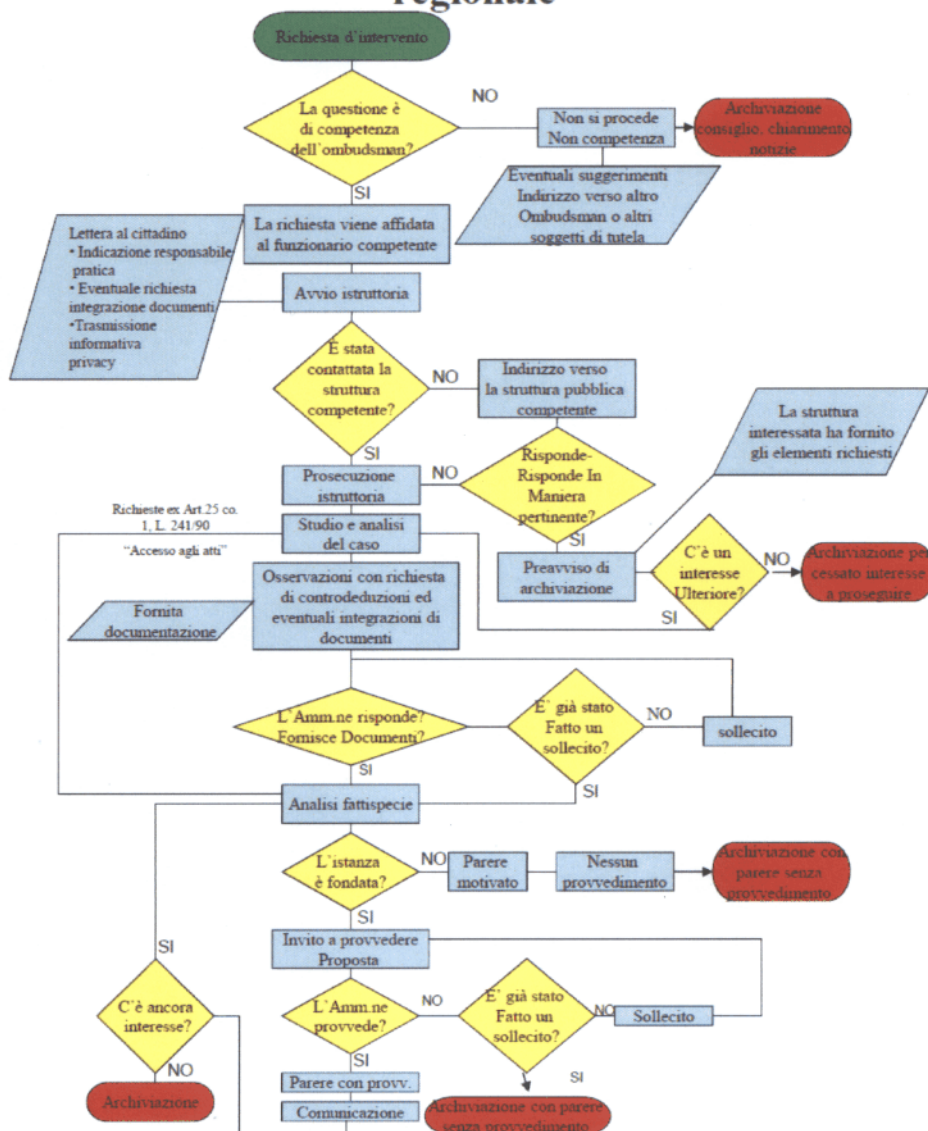 regionale
Richiesta d'intervento
La questione è
di competenza
dell'ombudsman?
NO
Non si procede
Non competenza
Archiviazione
consiglio, chiarimento,
notizie
Eventuali suggerimenti
Indirizzo verso altro
Ombudsman o altri
soggetti di tutela
SI
La richiesta viene affidata
al funzionario competente
Lettera al cittadino
• Indicazione responsabile
pratica
• Eventuale richiesta
integrazione documenti
•Trasmissione
informativa
privacy
Avvio istruttoria
È stata
contattata la
struttura
competente?
NO
Indirizzo verso
la struttura pubblica
competente
La struttura
interessata ha fornito
gli elementi richiesti
SI
Prosecuzione
istruttoria
NO
Risponde-
Risponde In
Maniera
pertinente?
SI
Richieste ex Art.25 co.
1, L. 241/90
"Accesso agli atti"
Studio e analisi
del caso
Preavviso di
archiviazione
C'è un
interesse
Ulteriore?
NO
Archiviazione per
cessato interesse
a proseguire
SI
Osservazioni con richiesta
di controdeduzioni ed
eventuali integrazioni di
documenti
Fornita
documentazione
L'Amm.ne risponde?
Fornisce Documenti?
E' già stato
Fatto un
sollecito?
NO
sollecito
SI
SI
Analisi fattispecie
L'istanza
è fondata?
NO
Parere
motivato
Nessun
provvedimento
Archiviazione con
parere senza
provvedimento
SI
SI
Invito a provvedere
Proposta
C'è ancora
interesse?
L'Amm.ne
provvede?
NO
E' già stato
Fatto un
sollecito?
NO
Sollecito
NO
SI
SI
Archiviazione
Parere con provv.
Comunicazione
Archiviazione con parere
senza provvedimento